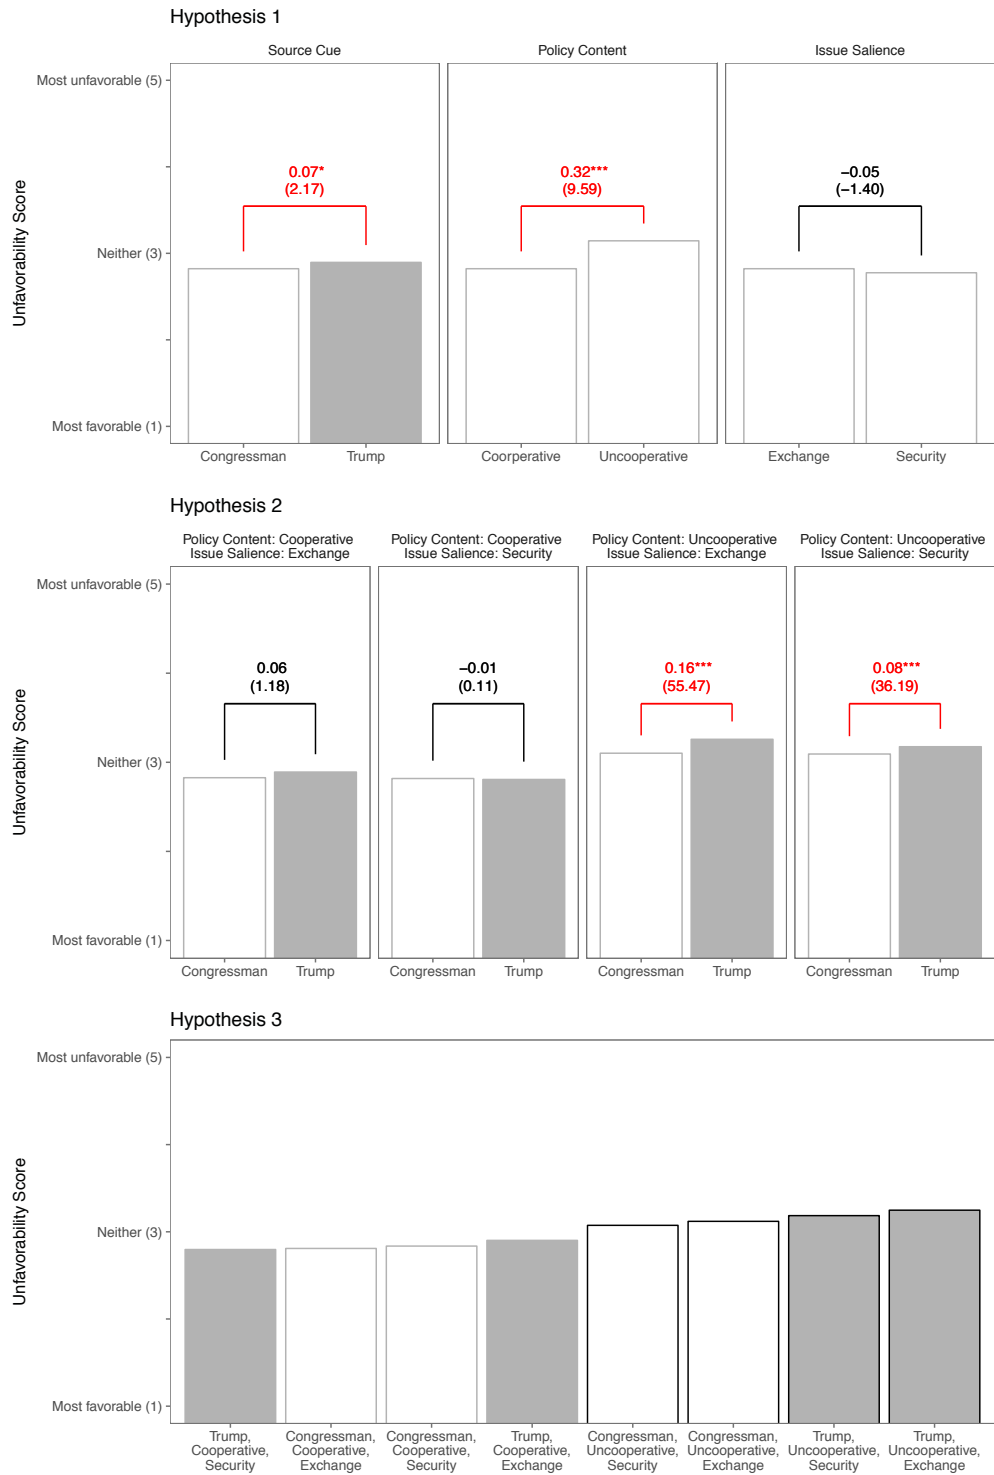 Hypothesis 1
Source Cue
Policy Content
Issue Salience
Unfavorability Score
Most unfavorable (5)
Neither (3)
Most favorable (1)
0.07*
(2.17)
0.32***
(9.59)
−0.05
(−1.40)
Congressman
Trump
Coorperative
Uncooperative
Exchange
Security
Hypothesis 2
Policy Content: Cooperative
Issue Salience: Exchange
Policy Content: Cooperative
Issue Salience: Security
Policy Content: Uncooperative
Issue Salience: Exchange
Policy Content: Uncooperative
Issue Salience: Security
Unfavorability Score
Most unfavorable (5)
Neither (3)
Most favorable (1)
0.06
(1.18)
−0.01
(0.11)
0.16***
(55.47)
0.08***
(36.19)
Congressman
Trump
Congressman
Trump
Congressman
Trump
Congressman
Trump
Hypothesis 3
Unfavorability Score
Most unfavorable (5)
Neither (3)
Most favorable (1)
Trump,
Cooperative,
Security
Congressman,
Cooperative,
Exchange
Congressman,
Cooperative,
Security
Trump,
Cooperative,
Exchange
Congressman,
Uncooperative,
Security
Congressman,
Uncooperative,
Exchange
Trump,
Uncooperative,
Security
Trump,
Uncooperative,
Exchange